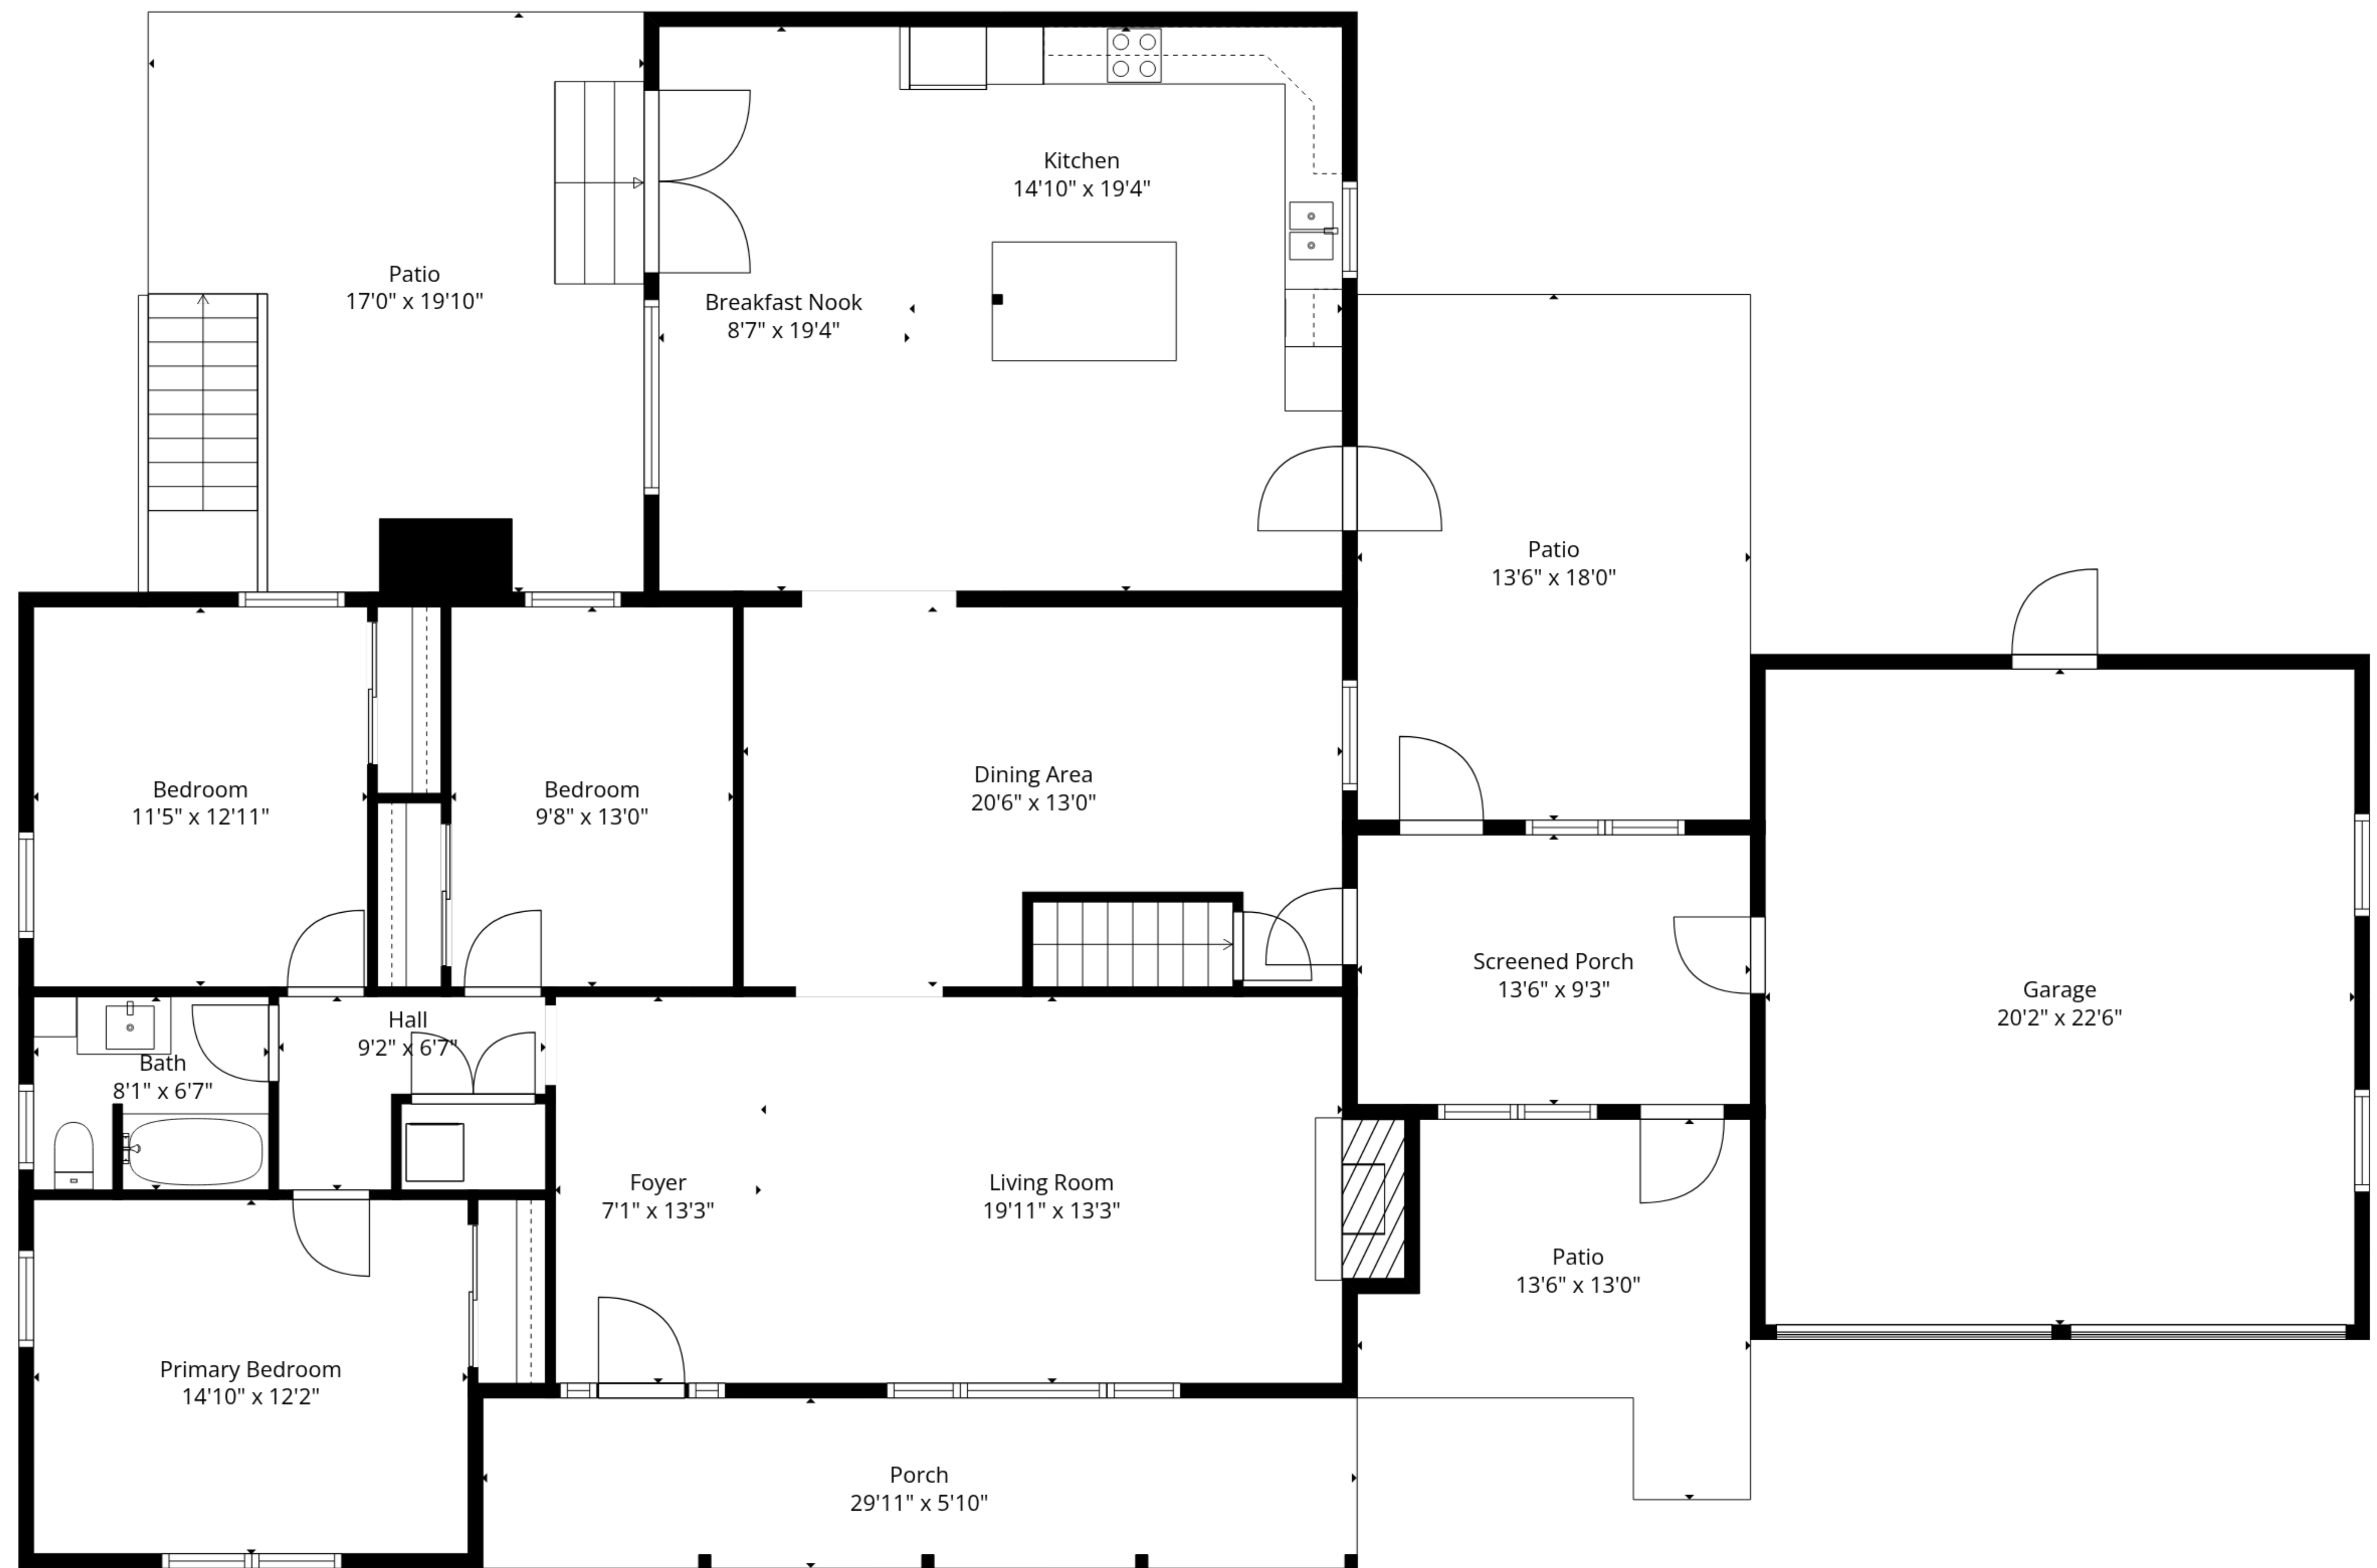 Kitchen
14'10" x 19'4"
Patio
17'0" x 19'10"
Breakfast Nook
8'7" x 19'4"
Patio
13'6" x 18'0"
Bedroom
11'5" x 12'11"
Bedroom
9'8" x 13'0"
Dining Area
20'6" x 13'0"
Screened Porch
13'6" x 9'3"
Garage
20'2" x 22'6"
Hall
9'2" x 6'7"
Bath
8'1" x 6'7"
Foyer
7'1" x 13'3"
Living Room
19'11" x 13'3"
Patio
13'6" x 13'0"
Primary Bedroom
14'10" x 12'2"
Porch
29'11" x 5'10"